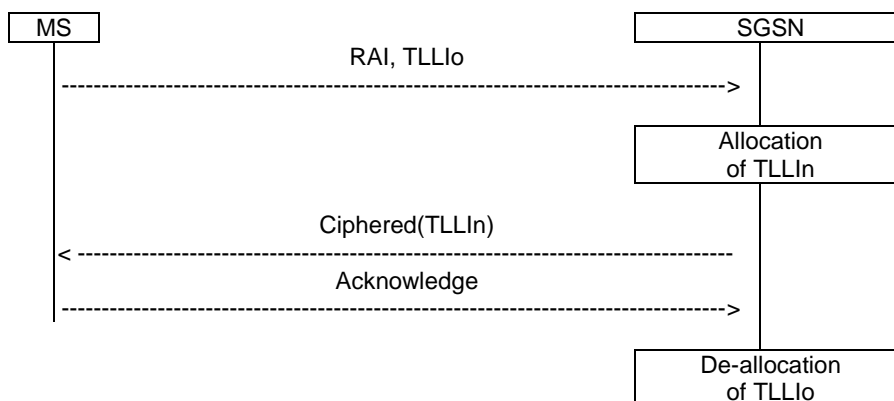 MS
SGSN
RAI, TLLIo
------------------------------------------------------------------------------------>
Allocation
of TLLIn
Ciphered(TLLIn)
< ------------------------------------------------------------------------------------
Acknowledge
------------------------------------------------------------------------------------>
De-allocation
of TLLIo